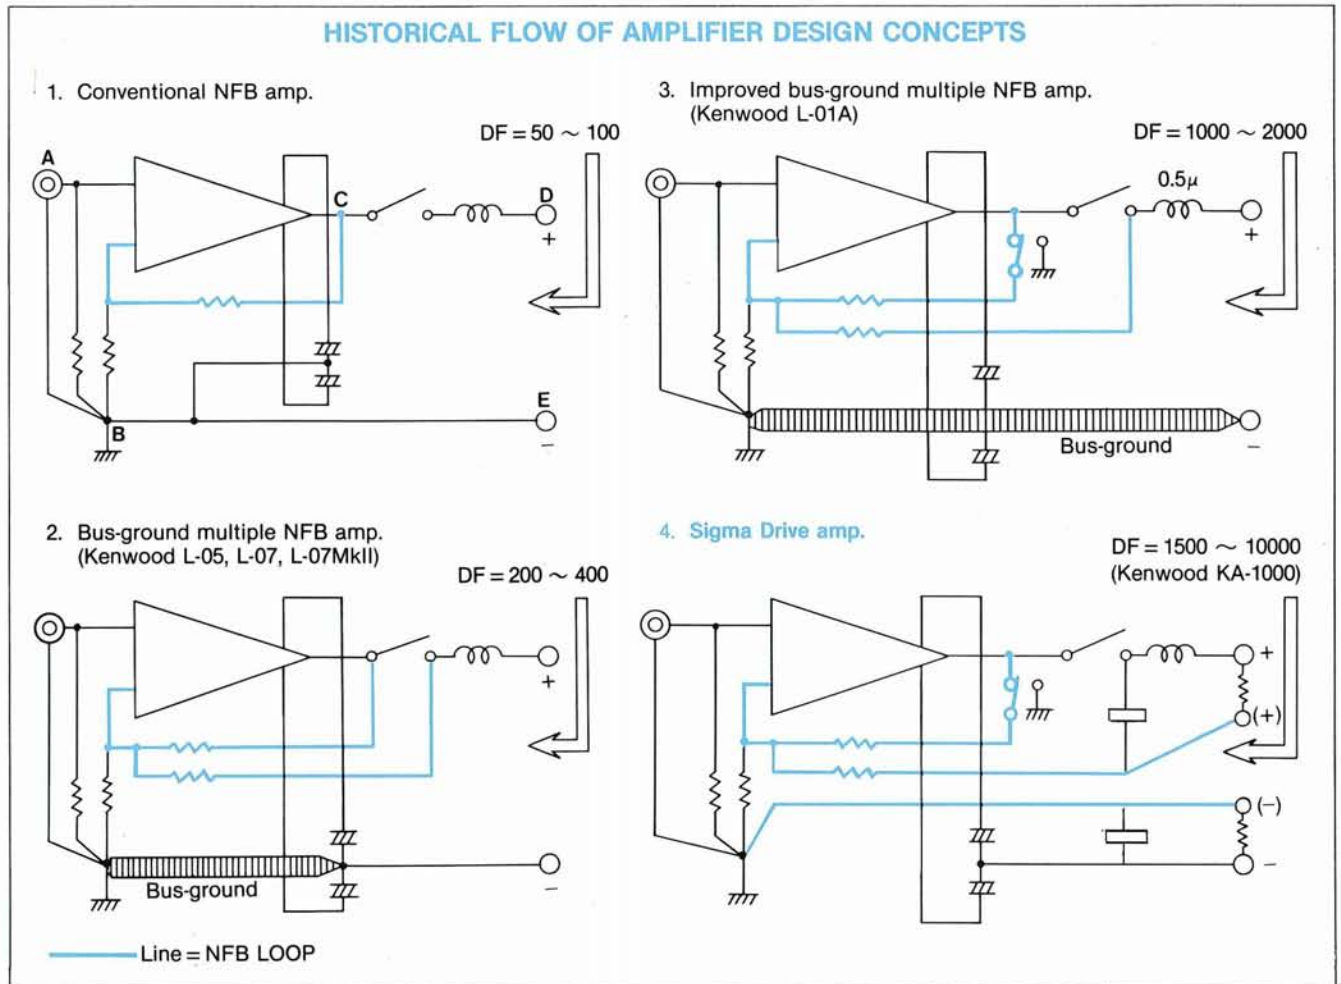 HISTORICAL FLOW OF AMPLIFIER DESIGN CONCEPTS
1. Conventional NFB amp.
DF = 50 ~ 100
A
C
D
+
B
E
−
3. Improved bus-ground multiple NFB amp.
(Kenwood L-01A)
DF = 1000 ~ 2000
0.5μ
+
Bus-ground
−
2. Bus-ground multiple NFB amp.
(Kenwood L-05, L-07, L-07MkII)
DF = 200 ~ 400
+
Bus-ground
−
Line = NFB LOOP
4. Sigma Drive amp.
DF = 1500 ~ 10000
(Kenwood KA-1000)
+
(+)
(−)
−